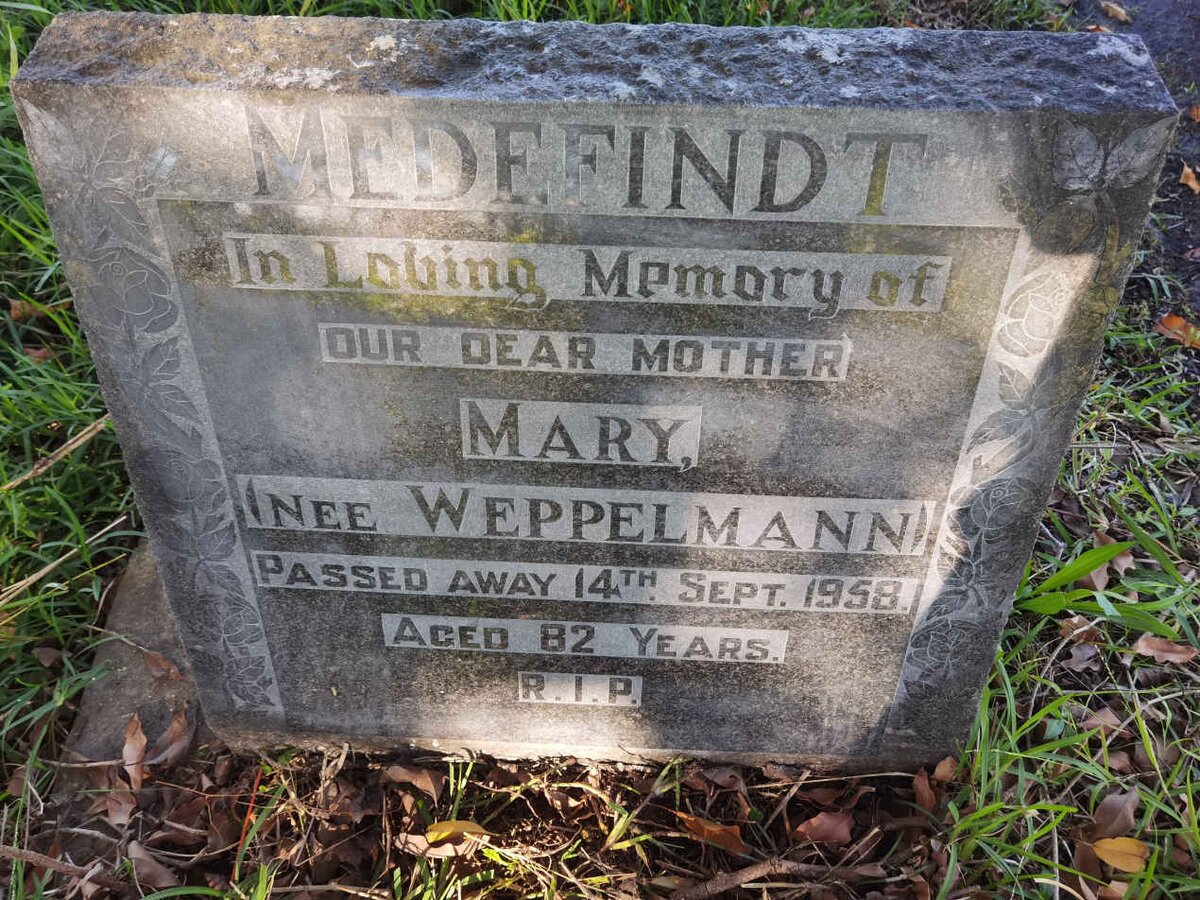 MEDEFINDT
In Loving Memory of
OUR DEAR MOTHER
MARY,
(NEE WEPPELMANN)
PASSED AWAY 14TH. SEPT. 1958.
AGED 82 YEARS.
R.I.P.